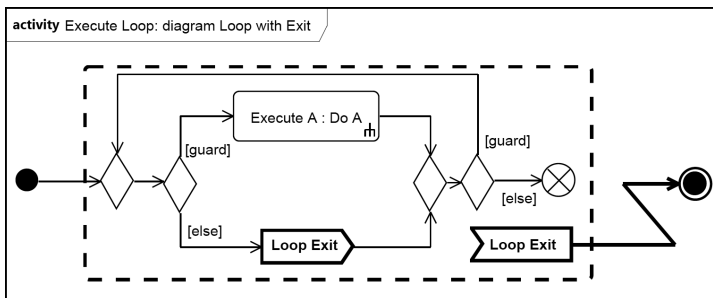 activity Execute Loop: diagram Loop with Exit
[guard]
Execute A : Do A
[guard]
[else]
[else]
Loop Exit
Loop Exit